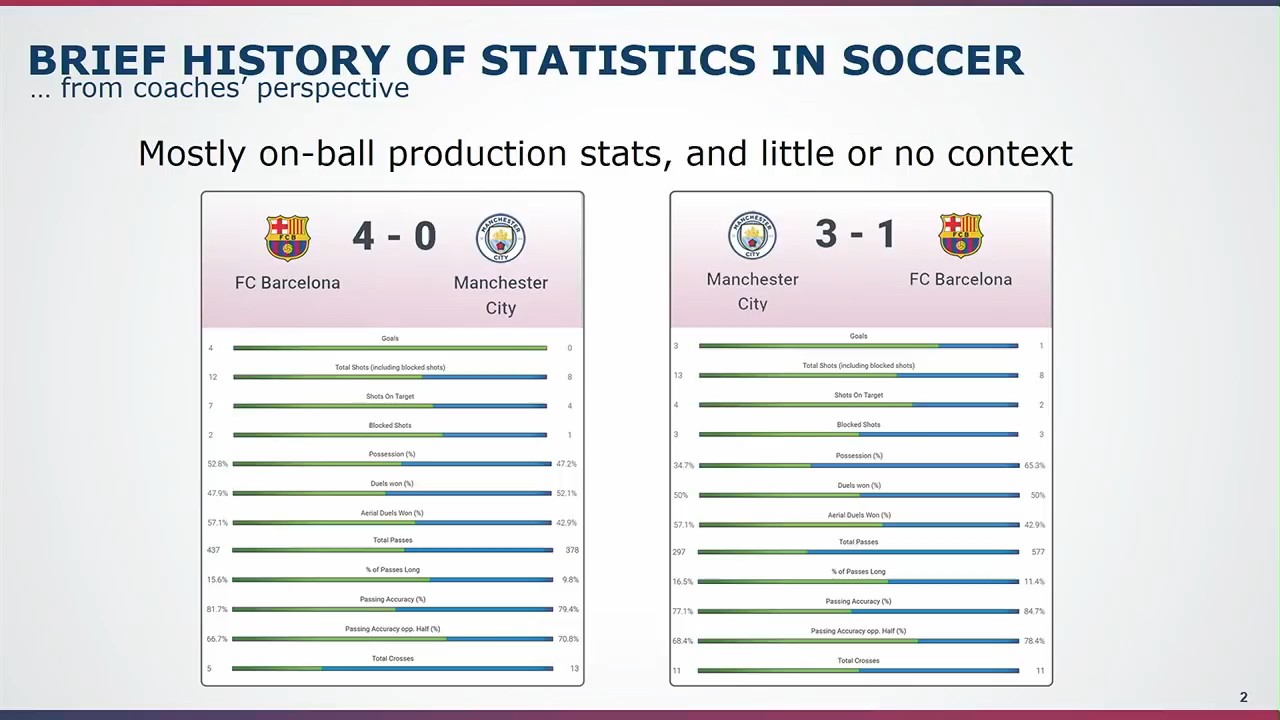 BRIEF HISTORY OF STATISTICS IN SOCCER
… from coaches’ perspective
Mostly on-ball production stats, and little or no context
FCB
4 - 0
MANCHESTER
CITY
FC Barcelona
Manchester
City
Goals
4
0
Total Shots (including blocked shots)
12
8
Shots On Target
7
4
Blocked Shots
2
1
Possession (%)
52.8%
47.2%
Duels won (%)
47.9%
52.1%
Aerial Duels Won (%)
57.1%
42.9%
Total Passes
437
378
% of Passes Long
15.6%
9.8%
Passing Accuracy (%)
81.7%
79.4%
Passing Accuracy opp. Half (%)
66.7%
70.8%
Total Crosses
5
13
MANCHESTER
CITY
3 - 1
FCB
Manchester
City
FC Barcelona
Goals
3
1
Total Shots (including blocked shots)
13
8
Shots On Target
4
2
Blocked Shots
3
3
Possession (%)
34.7%
65.3%
Duels won (%)
50%
50%
Aerial Duels Won (%)
57.1%
42.9%
Total Passes
297
577
% of Passes Long
16.5%
11.4%
Passing Accuracy (%)
77.1%
84.7%
Passing Accuracy opp. Half (%)
68.4%
78.4%
Total Crosses
11
11
2